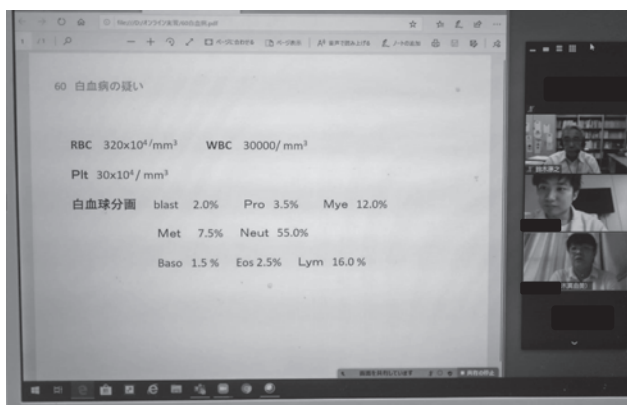 60 白血病の疑い
RBC 320x10⁴/mm³ WBC 30000/ mm³
Plt 30x10⁴/ mm³
白血球分画 blast 2.0% Pro 3.5% Mye 12.0%
Met 7.5% Neut 55.0%
Baso 1.5 % Eos 2.5% Lym 16.0 %